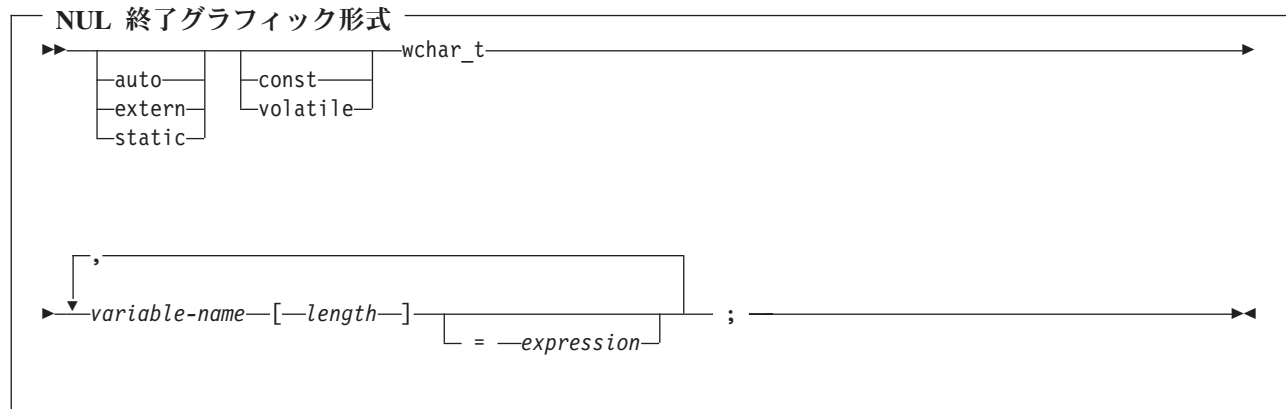 NUL 終了グラフィック形式
wchar_t
auto const
extern volatile
static
,
variable-name [ length ] ;
= expression